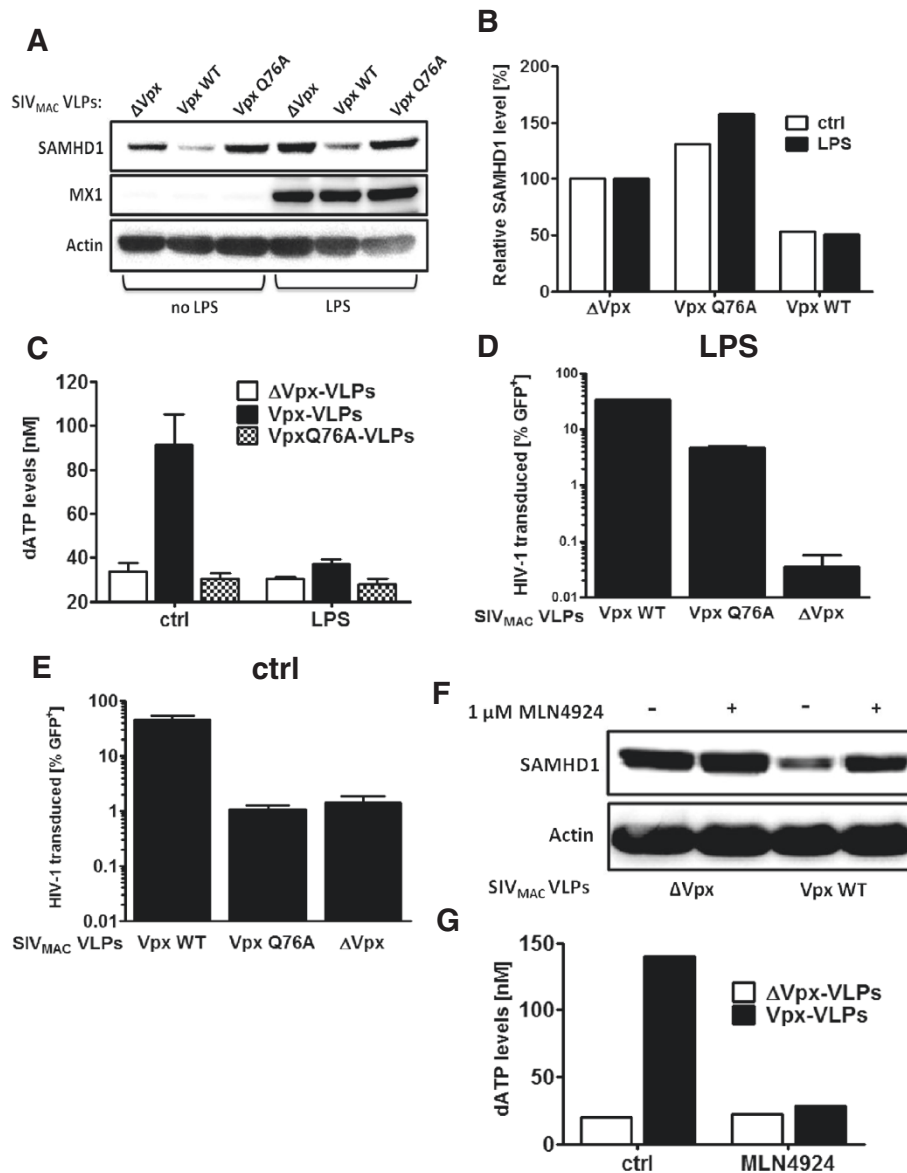 A
SIV_MAC VLPs:
ΔVpx
Vpx WT
Vpx Q76A
ΔVpx
Vpx WT
Vpx Q76A
SAMHD1
MX1
Actin
no LPS
LPS
B
Relative SAMHD1 level [%]
200
150
100
50
0
ctrl
LPS
ΔVpx
Vpx Q76A
Vpx WT
C
dATP levels [nM]
120
100
80
60
40
20
ΔVpx-VLPs
Vpx-VLPs
VpxQ76A-VLPs
ctrl
LPS
D
LPS
HIV-1 transduced [% GFP⁺]
100
10
1
0.1
0.01
SIV_MAC VLPs
Vpx WT
Vpx Q76A
ΔVpx
E
ctrl
HIV-1 transduced [% GFP⁺]
100
10
1
0.1
0.01
SIV_MAC VLPs
Vpx WT
Vpx Q76A
ΔVpx
F
1 μM MLN4924
-
+
-
+
SAMHD1
Actin
SIV_MAC VLPs
ΔVpx
Vpx WT
G
dATP levels [nM]
150
100
50
0
ΔVpx-VLPs
Vpx-VLPs
ctrl
MLN4924